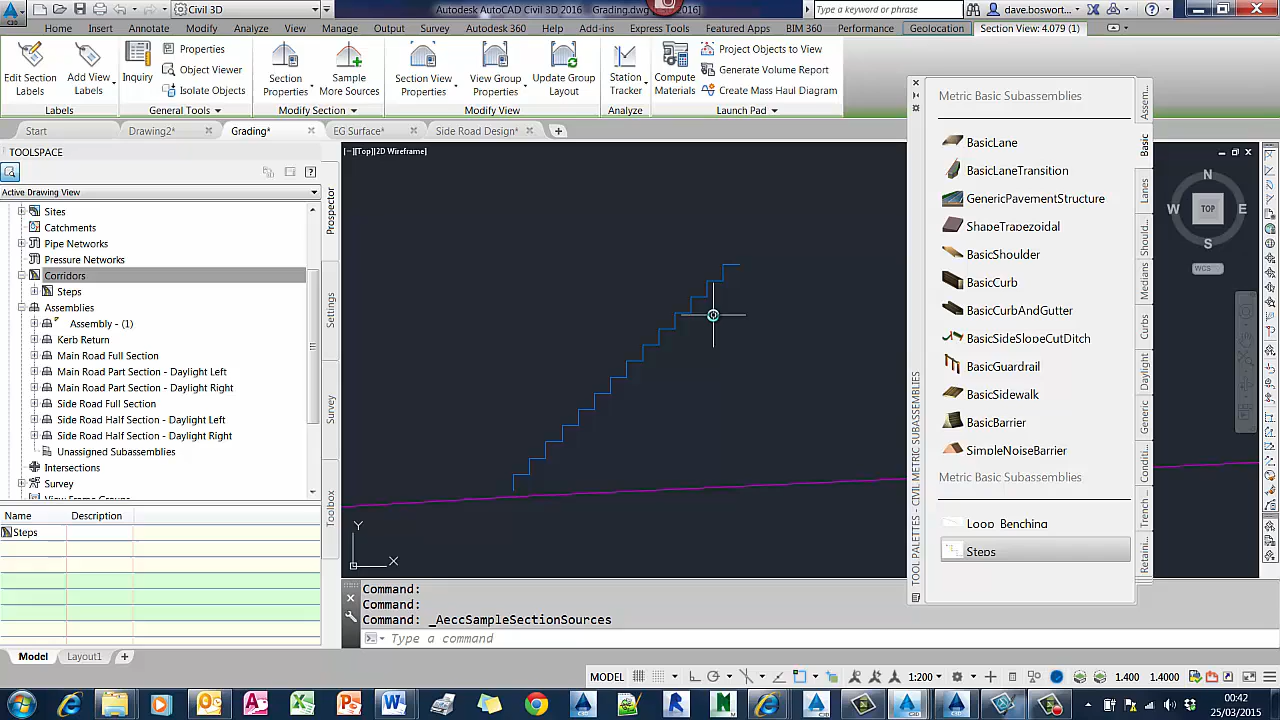 Civil 3D
Autodesk AutoCAD Civil 3D 2016
Grading.dw
016]
Type a keyword or phrase
dave.boswort...
Home Insert Annotate Modify Analyze View Manage Output Survey Autodesk 360 Help Add-ins Express Tools Featured Apps BIM 360 Performance Geolocation Section View: 4.079 (1)
Edit Section
Labels
Add View
Labels
Labels
Inquiry
Properties
Object Viewer
Isolate Objects
General Tools
Section
Properties
Sample
More Sources
Modify Section
Section View
Properties
View Group
Properties
Update Group
Layout
Modify View
Station
Tracker
Analyze
Compute
Materials
Project Objects to View
Generate Volume Report
Create Mass Haul Diagram
Launch Pad
Start Drawing2* Grading* EG Surface* Side Road Design*
TOOLSPACE
Active Drawing View
Sites
Catchments
Pipe Networks
Pressure Networks
Corridors
Steps
Assemblies
Assembly - (1)
Kerb Return
Main Road Full Section
Main Road Part Section - Daylight Left
Main Road Part Section - Daylight Right
Side Road Full Section
Side Road Half Section - Daylight Left
Side Road Half Section - Daylight Right
Unassigned Subassemblies
Intersections
Survey
View Frame Groups
Name Description
Steps
Prospector
Settings
Survey
Toolbox
[−][Top][2D Wireframe]
Y
X
TOOL PALETTES - CIVIL METRIC SUBASSEMBLIES
Metric Basic Subassemblies
BasicLane
BasicLaneTransition
GenericPavementStructure
ShapeTrapezoidal
BasicShoulder
BasicCurb
BasicCurbAndGutter
BasicSideSlopeCutDitch
BasicGuardrail
BasicSidewalk
BasicBarrier
SimpleNoiseBarrier
Metric Basic Subassemblies
Loop_Benching
Steps
Assem...
Basic
Lanes
Should...
Medians
Curbs
Daylight
Generic
Conditi...
Trench ...
Retaini...
N
W
TOP
E
S
WCS
Command:
Command:
Command: _AeccSampleSectionSources
Type a command
Model Layout1
MODEL
1:200
1.400
1.4000
00:42
25/03/2015